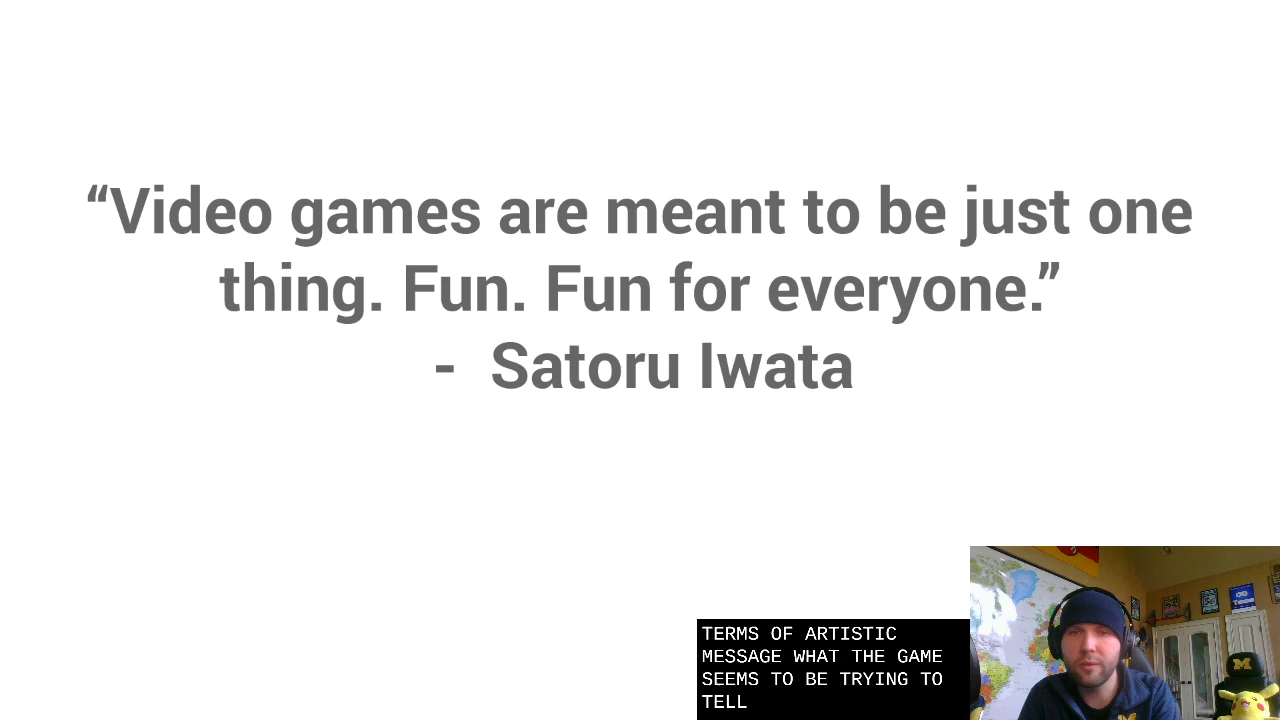 “Video games are meant to be just one
thing. Fun. Fun for everyone.”
- Satoru Iwata
TERMS OF ARTISTIC
MESSAGE WHAT THE GAME
SEEMS TO BE TRYING TO
TELL
M